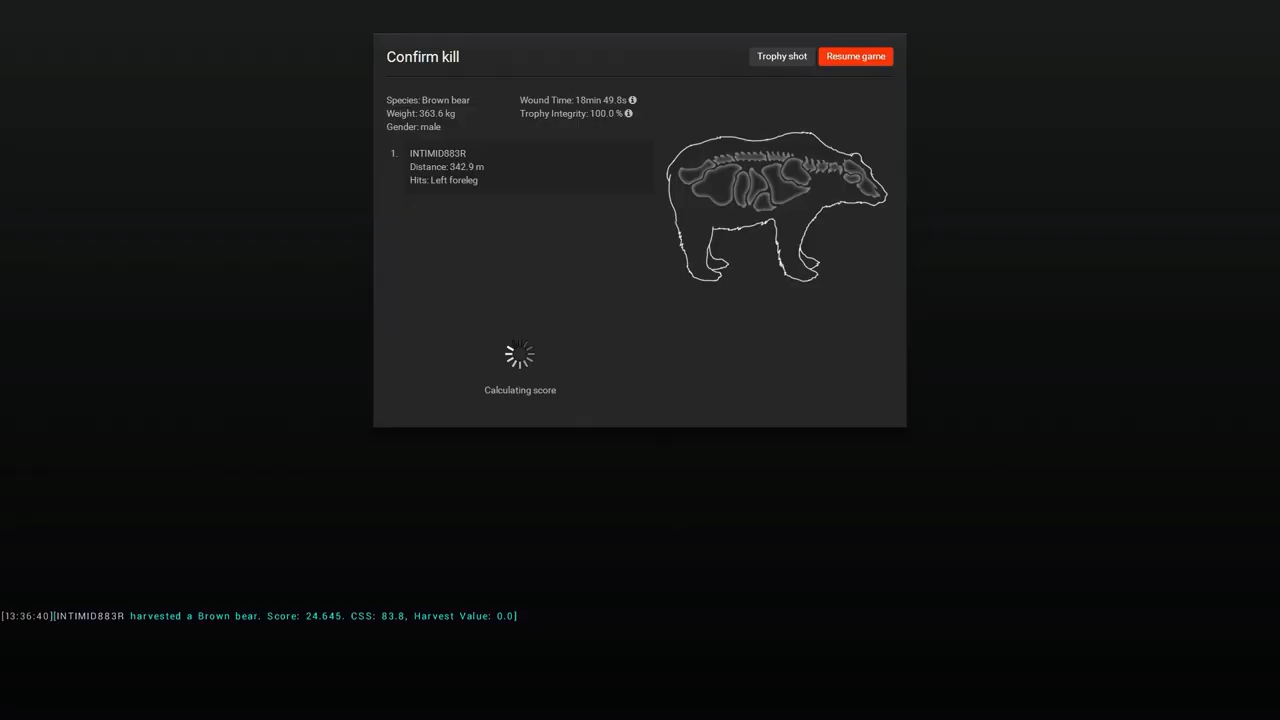 Confirm kill
Trophy shot
Resume game
Species: Brown bear
Weight: 363.6 kg
Gender: male
Wound Time: 18min 49.8s
Trophy Integrity: 100.0 %
1. INTIMID883R
Distance: 342.9 m
Hits: Left foreleg
Calculating score
[13:36:40][INTIMID883R harvested a Brown bear. Score: 24.645. CSS: 83.8, Harvest Value: 0.0]